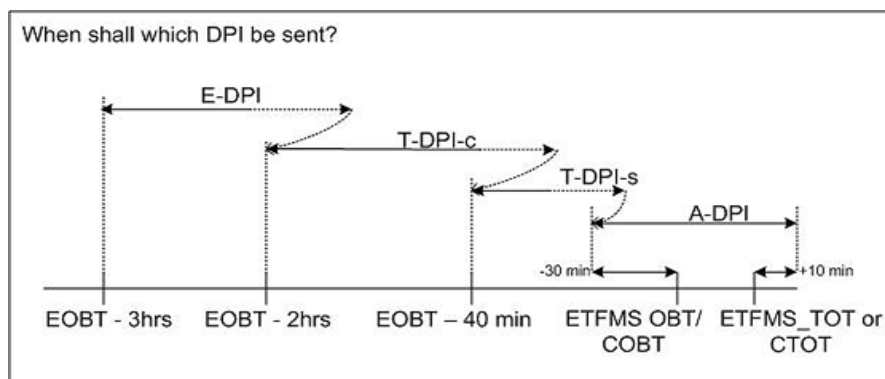 When shall which DPI be sent?
E-DPI
T-DPI-c
T-DPI-s
A-DPI
-30 min
+10 min
EOBT - 3hrs
EOBT - 2hrs
EOBT – 40 min
ETFMS OBT/
COBT
ETFMS_TOT or
CTOT